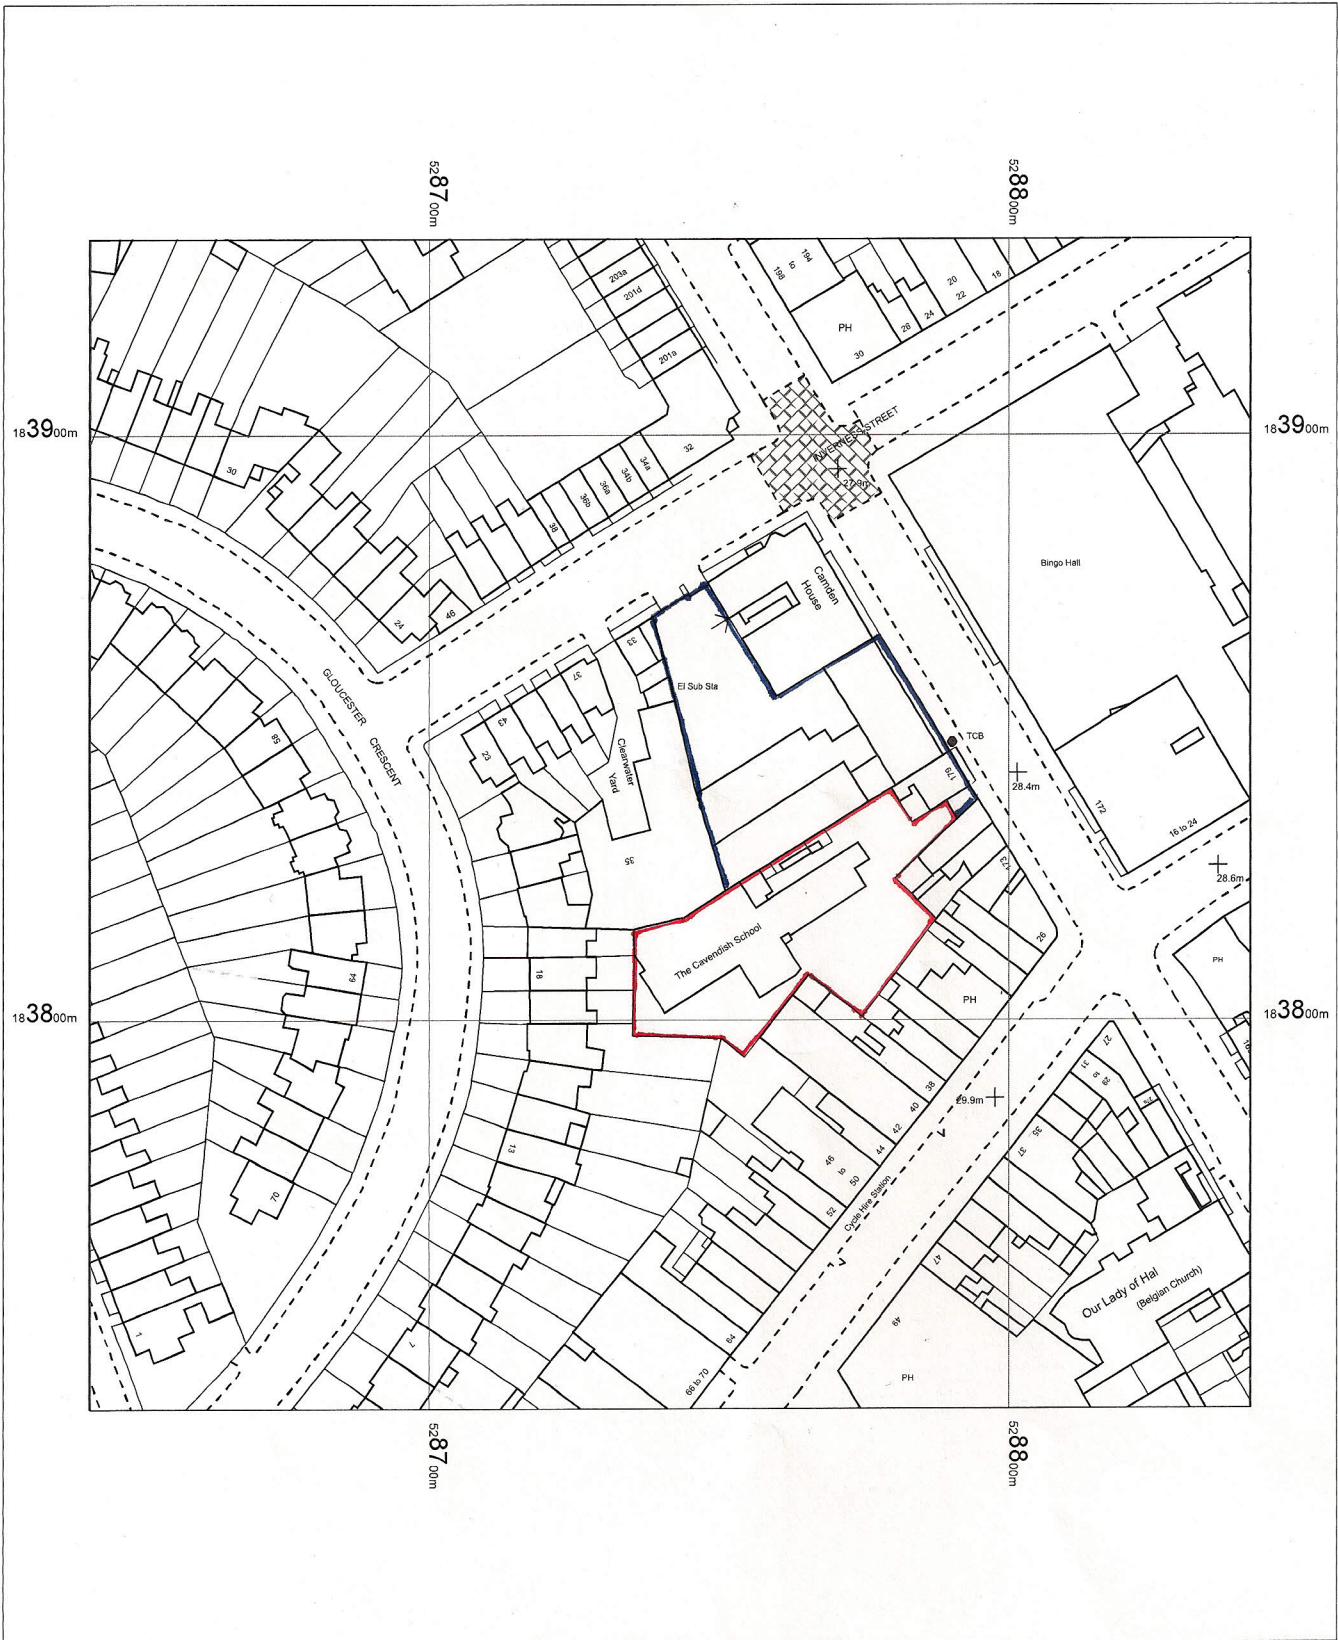 5287 00m
5288 00m
203a
201d
201a
198
to
194
20
22
18
PH
30
26
24
1839 00m
INVERNESS STREET
1839 00m
27.9m
30
32
34a
34b
36a
36b
38
46
24
Bingo Hall
Camden
House
33
37
43
23
El Sub Sta
Clearwater
Yard
GLOUCESTER
CRESCENT
58
TCB
28.4m
179
172
16 to 24
28.6m
35
173
26
The Cavendish School
18
64
PH
PH
1838 00m
1838 00m
27
31
to
29
29.9m
38
40
42
44
46
to
50
52
Cycle Hire Station
35
37
13
70
47
Our Lady of Hal
(Belgian Church)
49
1
7
64
66 to 70
PH
5287 00m
5288 00m